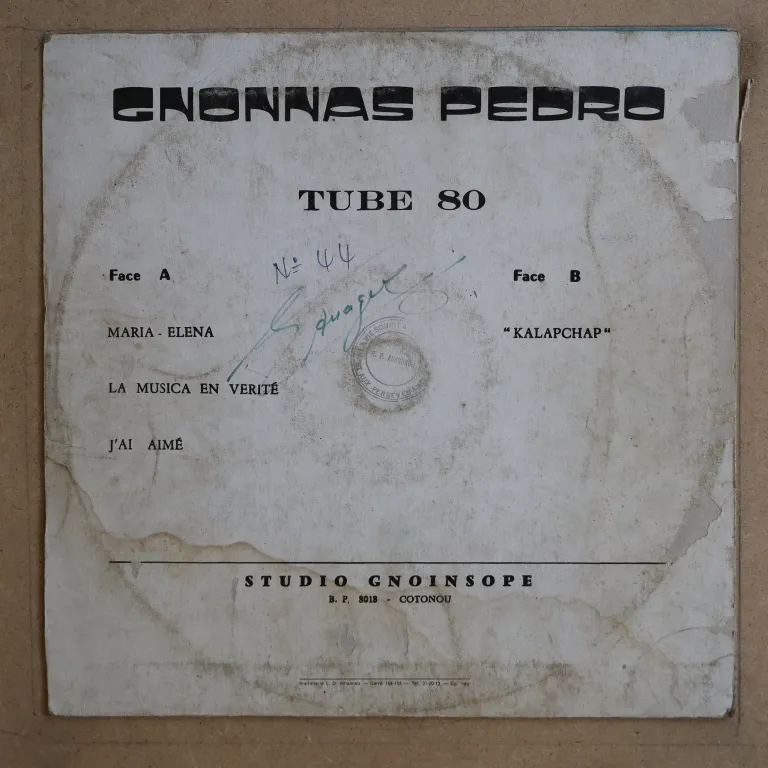 GNONNAS PEDRO
TUBE 80
Nº 44
Face A
Face B
MARIA - ELENA
"KALAPCHAP"
LA MUSICA EN VERITÉ
J'AI AIMÉ
STUDIO GNOINSOPE
B. P. 8018 - COTONOU